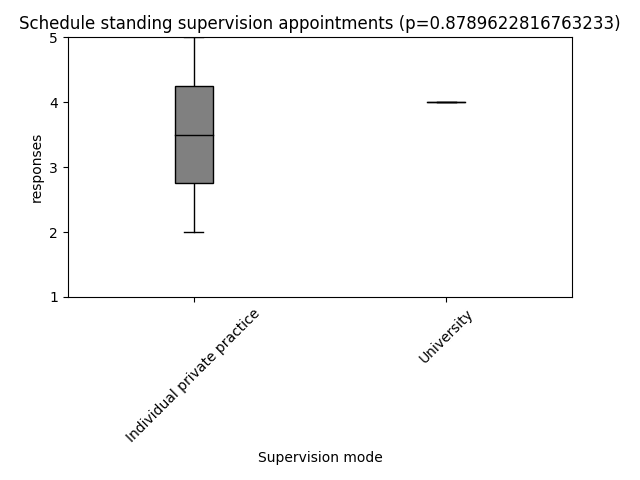 Schedule standing supervision appointments (p=0.8789622816763233)
5
4
3
2
1
responses
Individual private practice
University
Supervision mode